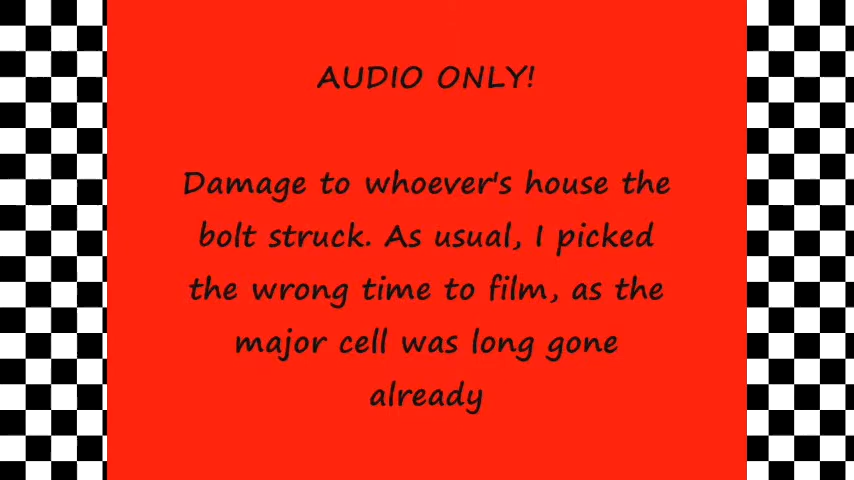 AUDIO ONLY!
Damage to whoever's house the
bolt struck. As usual, I picked
the wrong time to film, as the
major cell was long gone
already